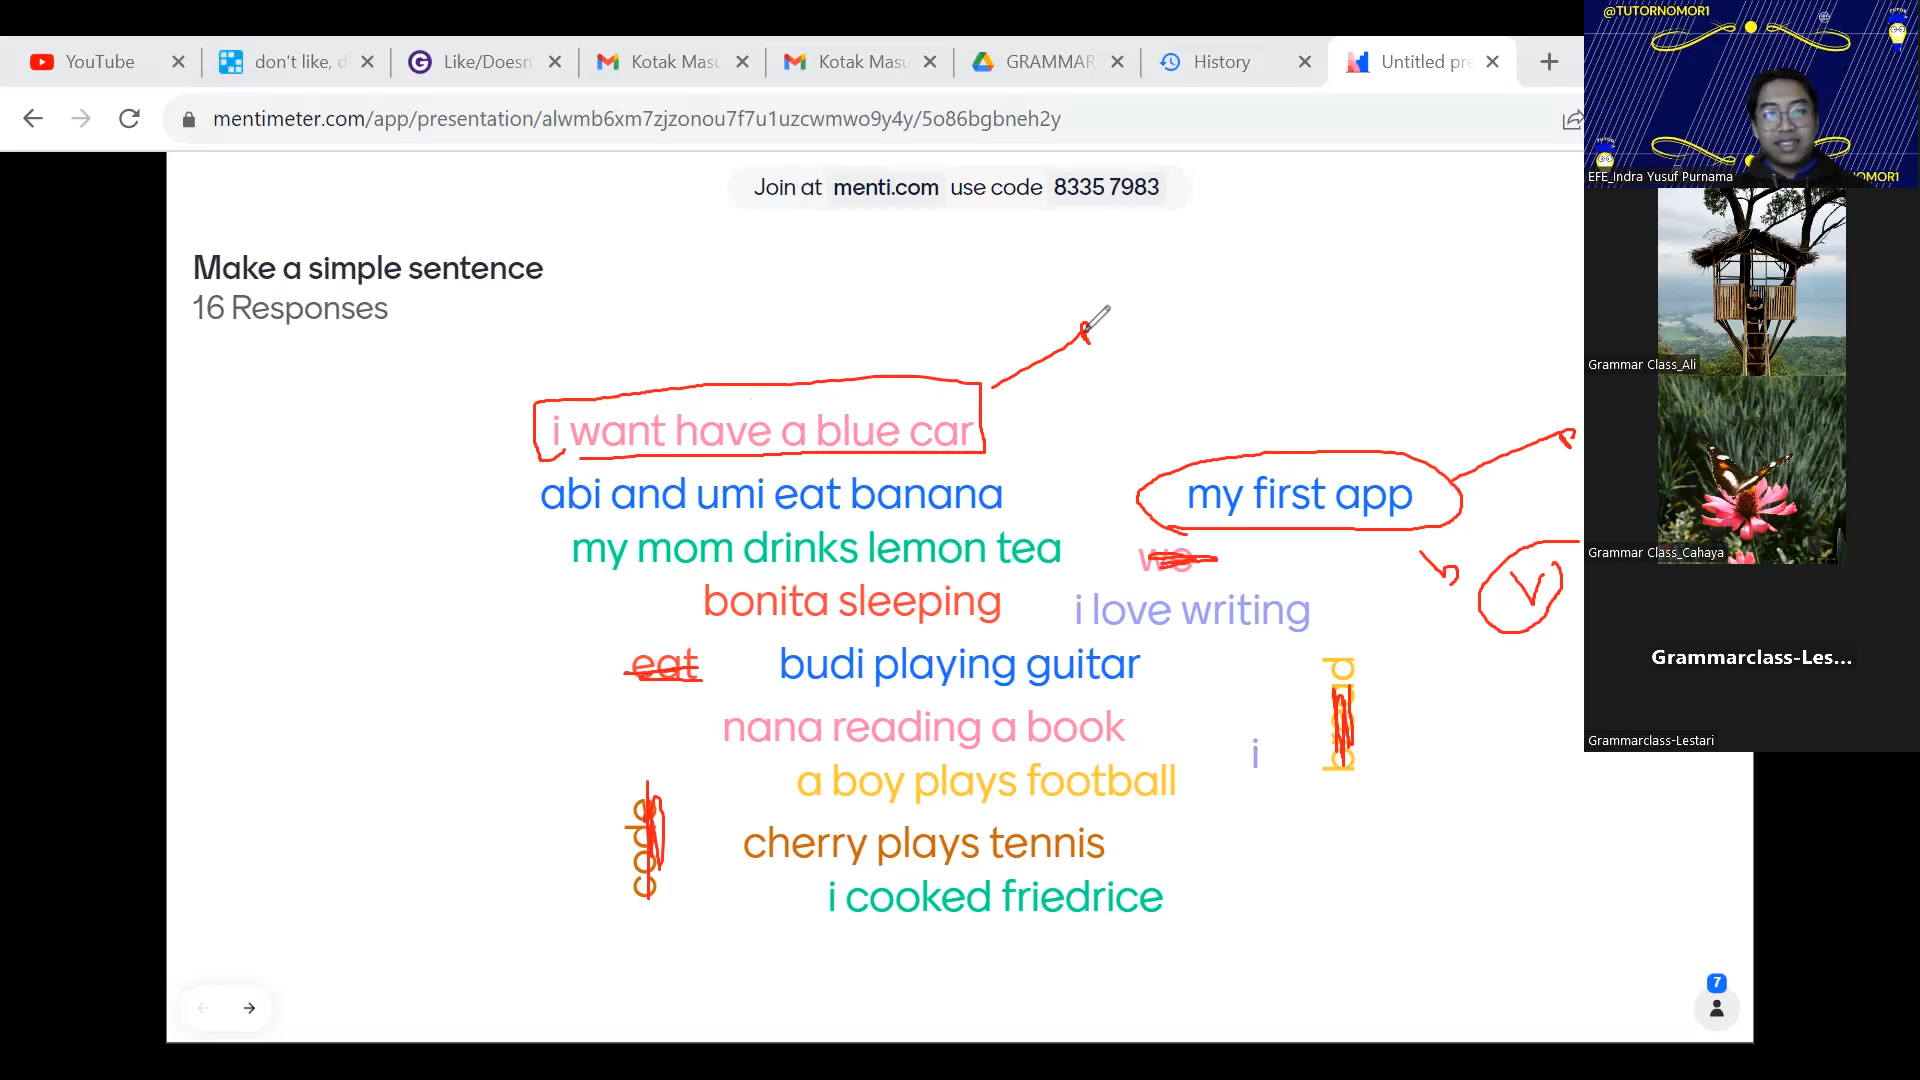 @TUTORNOMOR1
YouTube
don't like, d
Like/Doesn
Kotak Masu
Kotak Masu
GRAMMAR
History
Untitled pre
mentimeter.com/app/presentation/alwmb6xm7zjzonou7f7u1uzcwmwo9y4y/5o86bgbneh2y
EFE_Indra Yusuf Purnama
OMOR1
Join at menti.com use code 8335 7983
Make a simple sentence
16 Responses
Grammar Class_Ali
i want have a blue car
abi and umi eat banana
my first app
my mom drinks lemon tea
we
Grammar Class_Cahaya
bonita sleeping
i love writing
V
eat
budi playing guitar
Grammarclass-Les...
bread
nana reading a book
i
Grammarclass-Lestari
a boy plays football
code
cherry plays tennis
i cooked friedrice
7